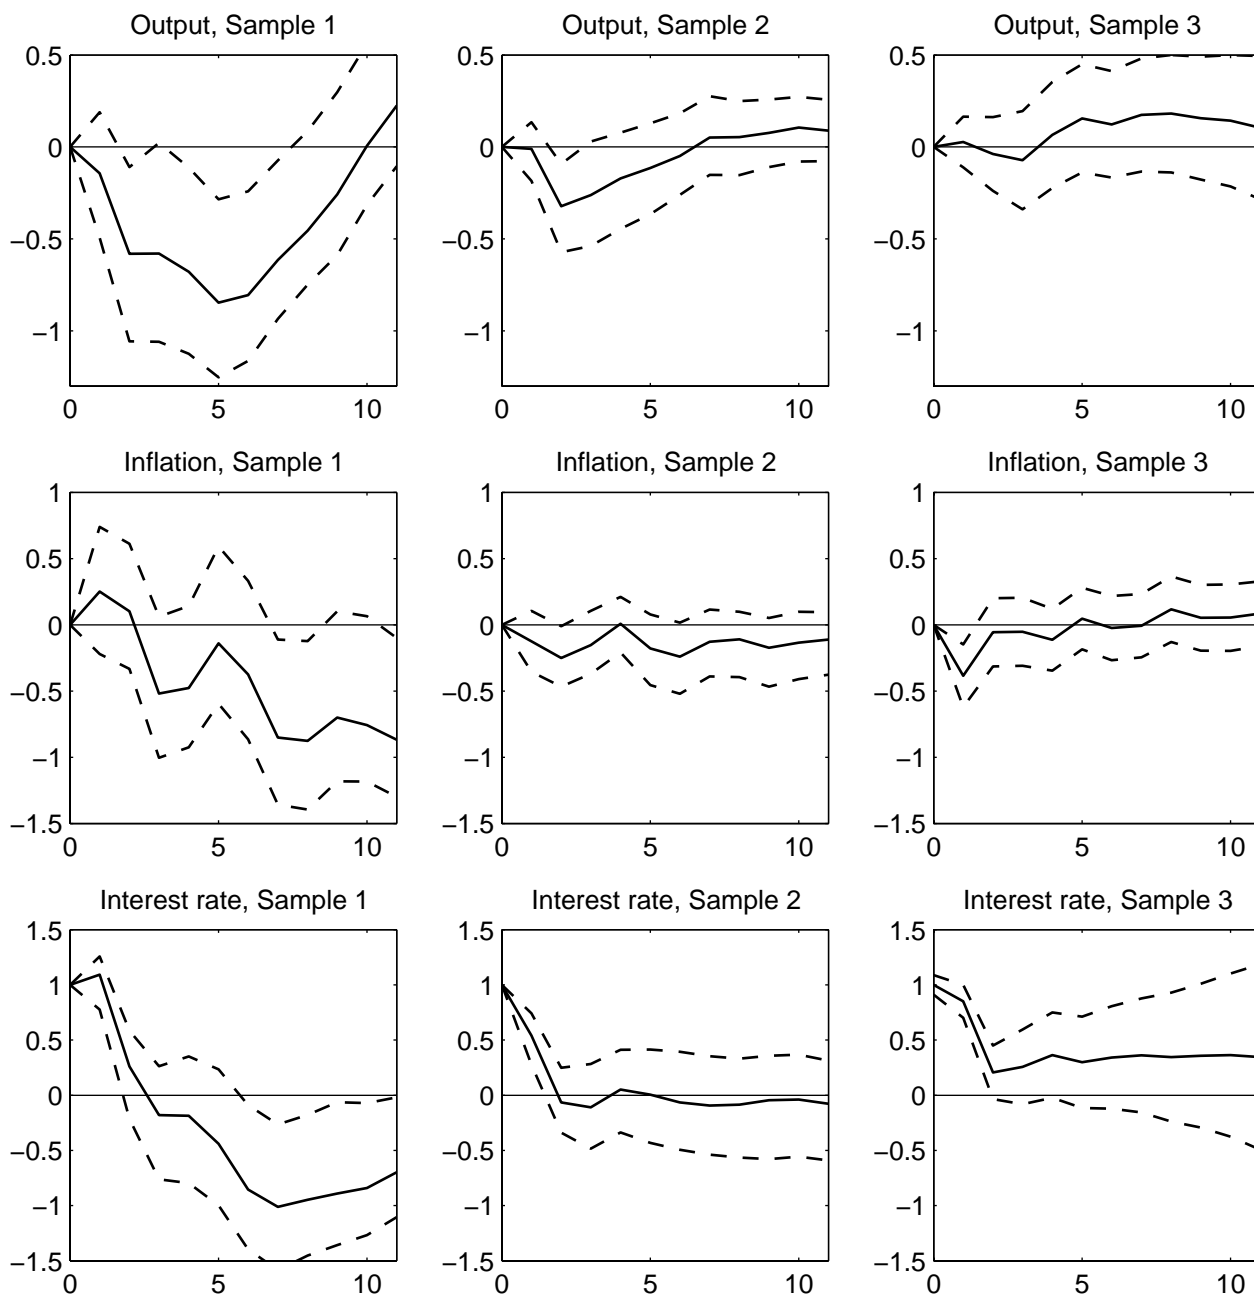 Output, Sample 1
Output, Sample 2
Output, Sample 3
0.5
0
−0.5
−1
0 5 10
0.5
0
−0.5
−1
0 5 10
0.5
0
−0.5
−1
0 5 10
Inflation, Sample 1
Inflation, Sample 2
Inflation, Sample 3
1
0.5
0
−0.5
−1
−1.5
0 5 10
1
0.5
0
−0.5
−1
−1.5
0 5 10
1
0.5
0
−0.5
−1
−1.5
0 5 10
Interest rate, Sample 1
Interest rate, Sample 2
Interest rate, Sample 3
1.5
1
0.5
0
−0.5
−1
−1.5
0 5 10
1.5
1
0.5
0
−0.5
−1
−1.5
0 5 10
1.5
1
0.5
0
−0.5
−1
−1.5
0 5 10